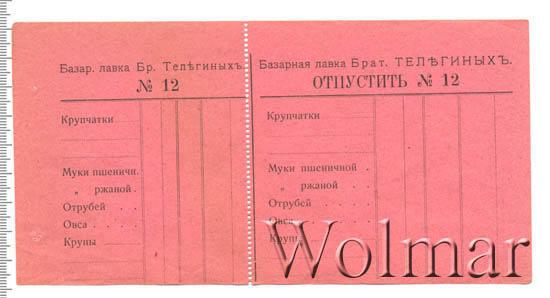 Базар. лавка Бр. Телѣгиныхъ.
№ 12
Крупчатки
Муки пшеничн.
„ ржаной .
Отрубей . .
Овса . . . .
Крупы
Базарная лавка Брат. ТЕЛѢГИНЫХЪ.
ОТПУСТИТЬ № 12
Крупчатки
Муки пшеничной .
„ ржаной . . .
Отрубей . . . .
Овса . . . . .
Крупы
Wolmar